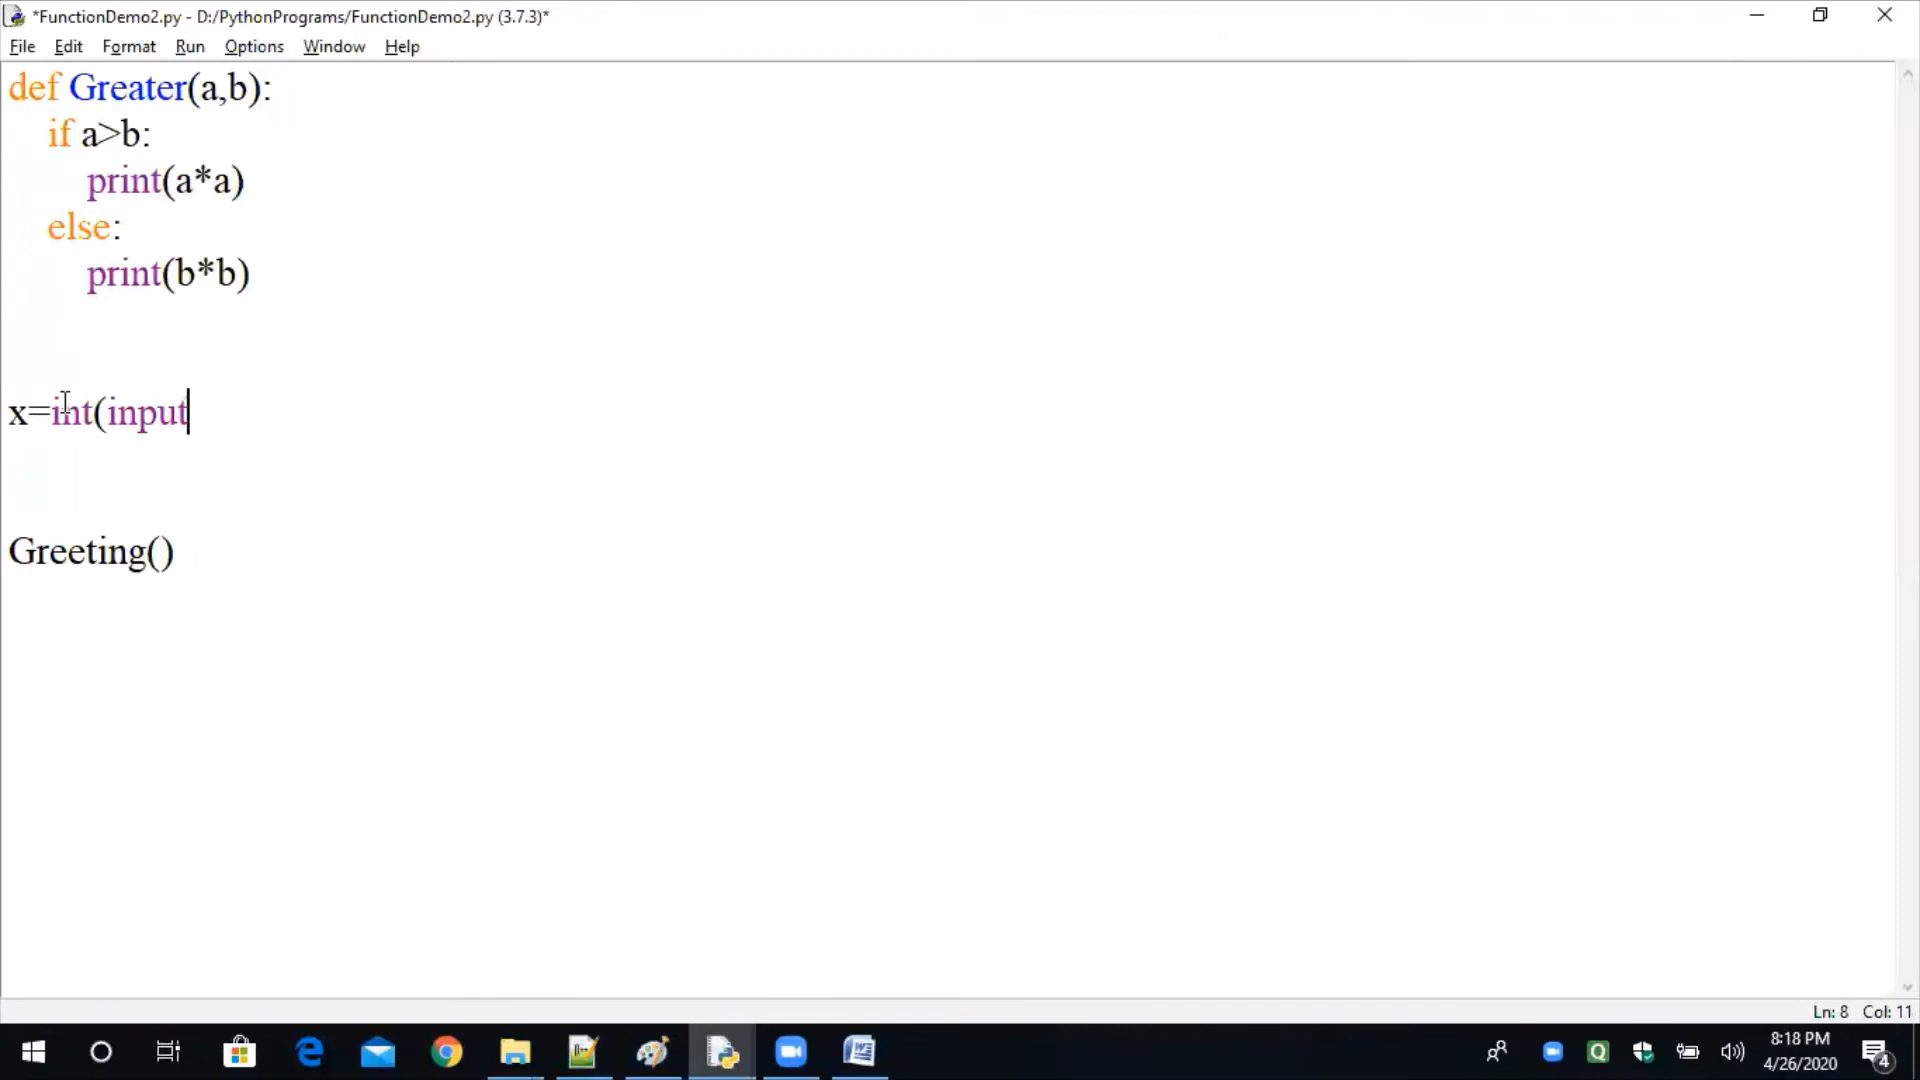 *FunctionDemo2.py - D:/PythonPrograms/FunctionDemo2.py (3.7.3)*
File Edit Format Run Options Window Help
def Greater(a,b):
    if a>b:
        print(a*a)
    else:
        print(b*b)
x=int(input
Greeting()
Ln: 8 Col: 11
8:18 PM
4/26/2020
4